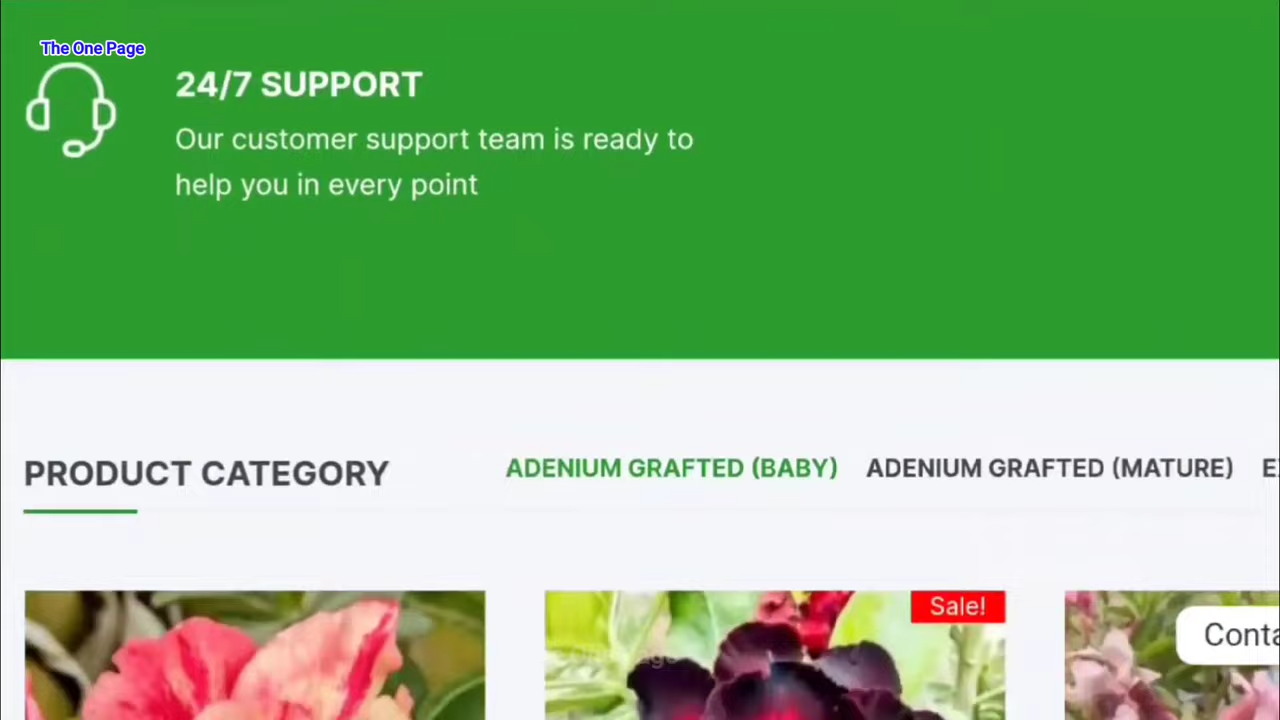 The One Page
24/7 SUPPORT
Our customer support team is ready to
help you in every point
PRODUCT CATEGORY
ADENIUM GRAFTED (BABY)
ADENIUM GRAFTED (MATURE)
Sale!